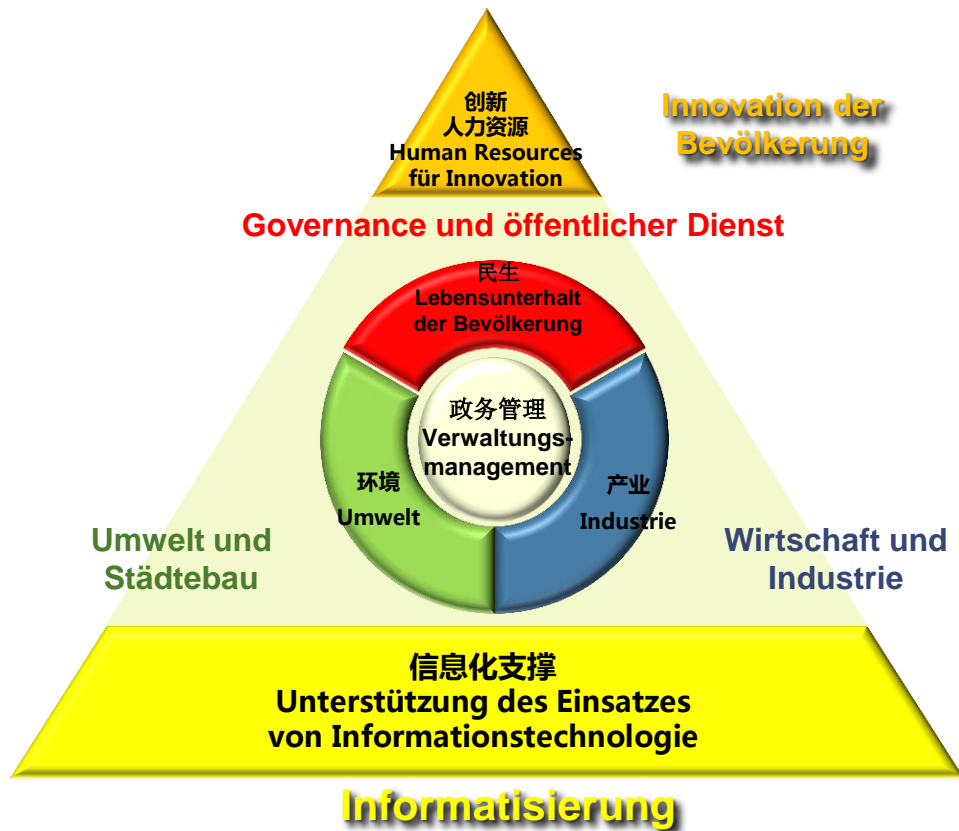 创新
人力资源
Human Resources
für Innovation
Innovation der
Bevölkerung
Governance und öffentlicher Dienst
民生
Lebensunterhalt
der Bevölkerung
政务管理
Verwaltungs-
management
环境
Umwelt
产业
Industrie
Umwelt und
Städtebau
Wirtschaft und
Industrie
信息化支撑
Unterstützung des Einsatzes
von Informationstechnologie
Informatisierung